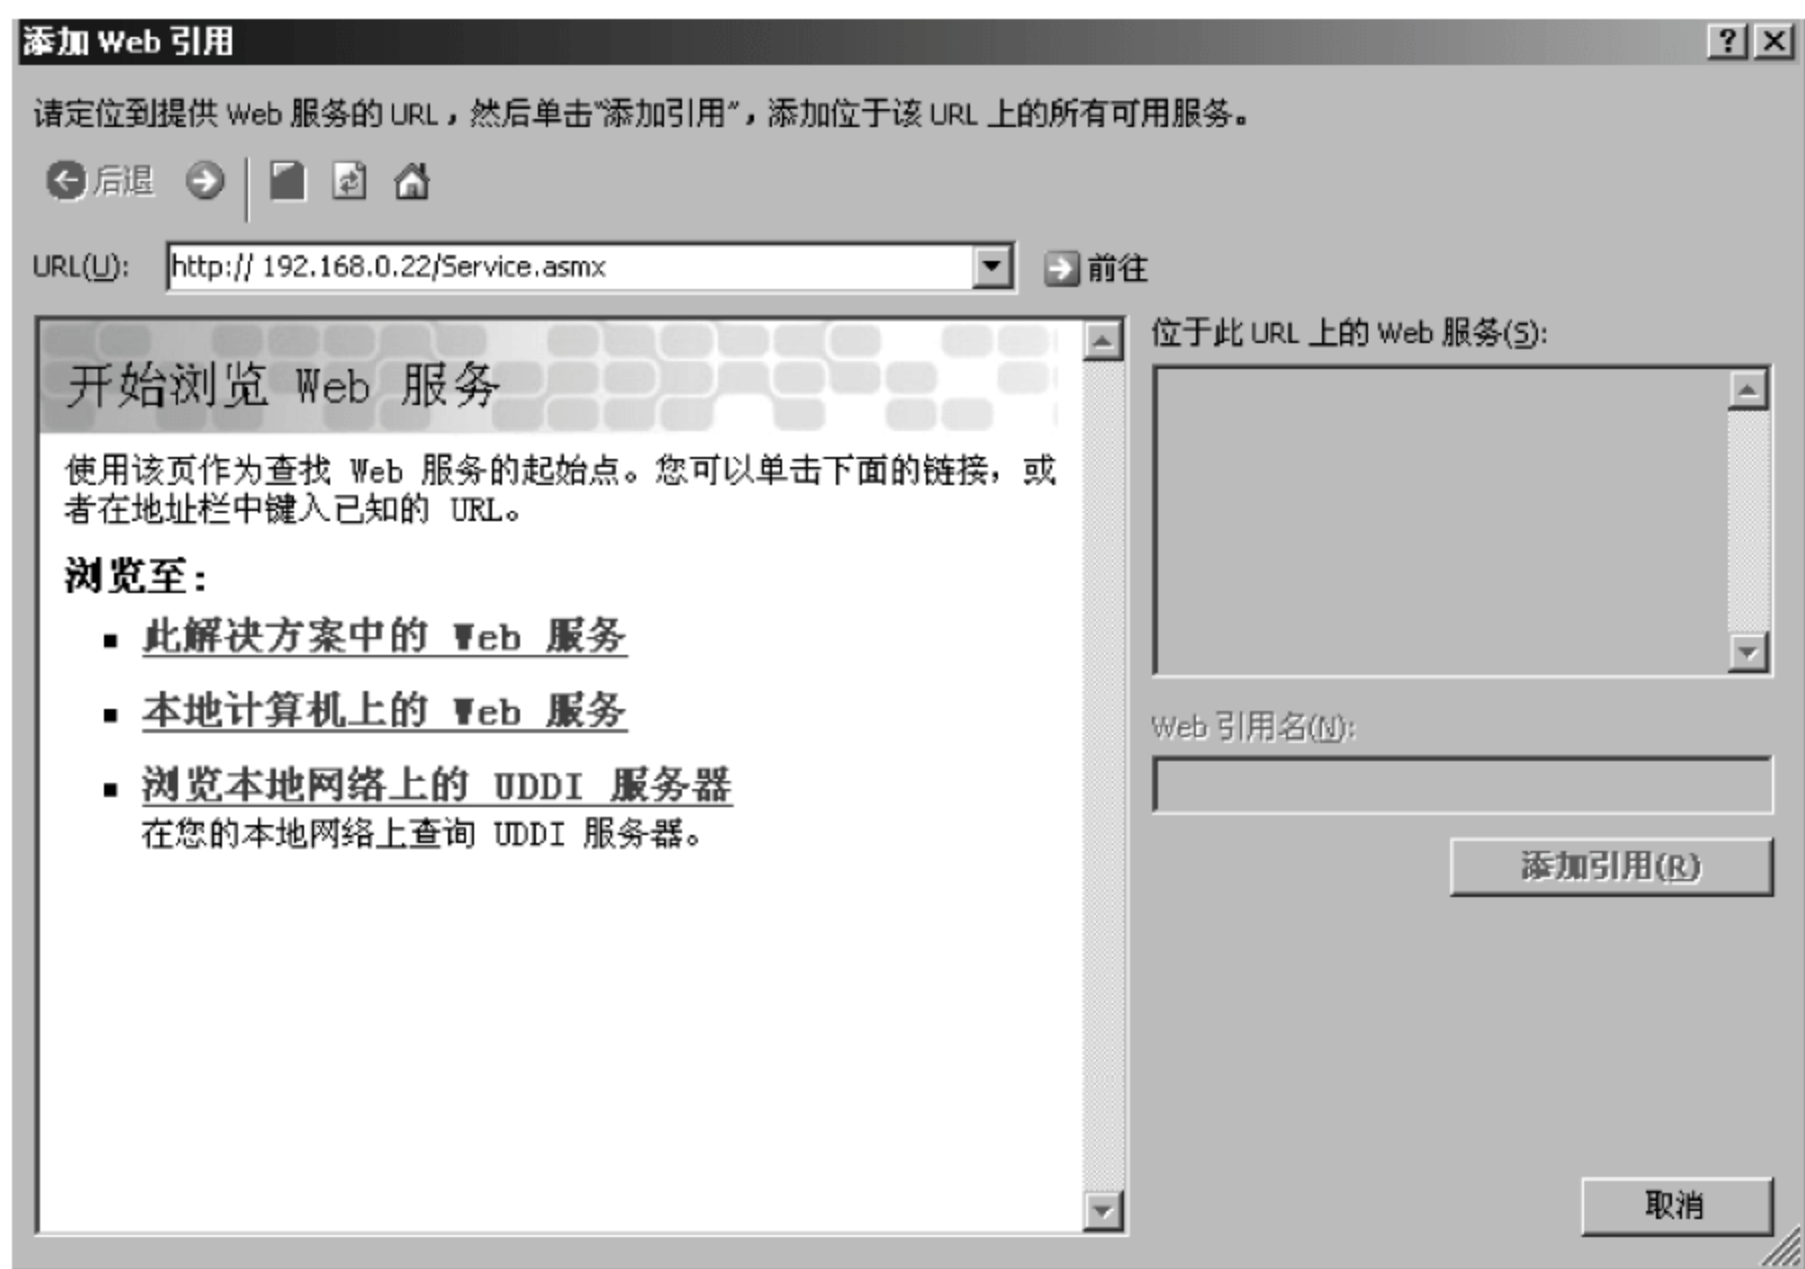 添加 Web 引用
请定位到提供 Web 服务的 URL，然后单击“添加引用”，添加位于该 URL 上的所有可用服务。
后退
URL(U): http:// 192.168.0.22/Service.asmx 前往
开始浏览 Web 服务
使用该页作为查找 Web 服务的起始点。您可以单击下面的链接，或
者在地址栏中键入已知的 URL。
浏览至:
▪ 此解决方案中的 Web 服务
▪ 本地计算机上的 Web 服务
▪ 浏览本地网络上的 UDDI 服务器
在您的本地网络上查询 UDDI 服务器。
位于此 URL 上的 Web 服务(S):
Web 引用名(N):
添加引用(R)
取消